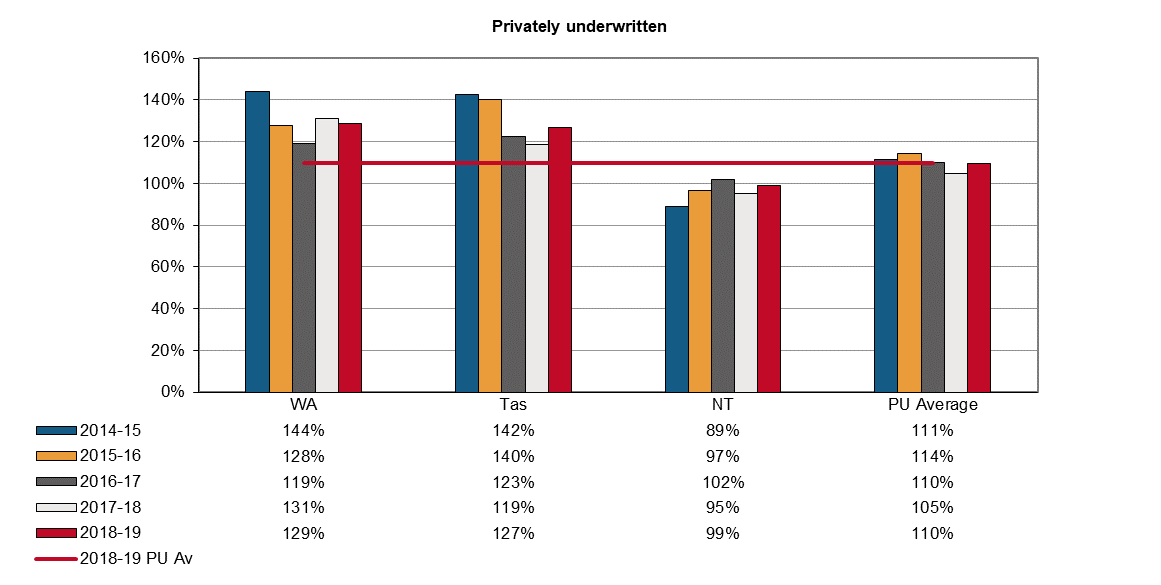 Privately underwritten
160%
140%
120%
100%
80%
60%
40%
20%
0%
WA Tas NT PU Average
2014-15 144% 142% 89% 111%
2015-16 128% 140% 97% 114%
2016-17 119% 123% 102% 110%
2017-18 131% 119% 95% 105%
2018-19 129% 127% 99% 110%
2018-19 PU Av